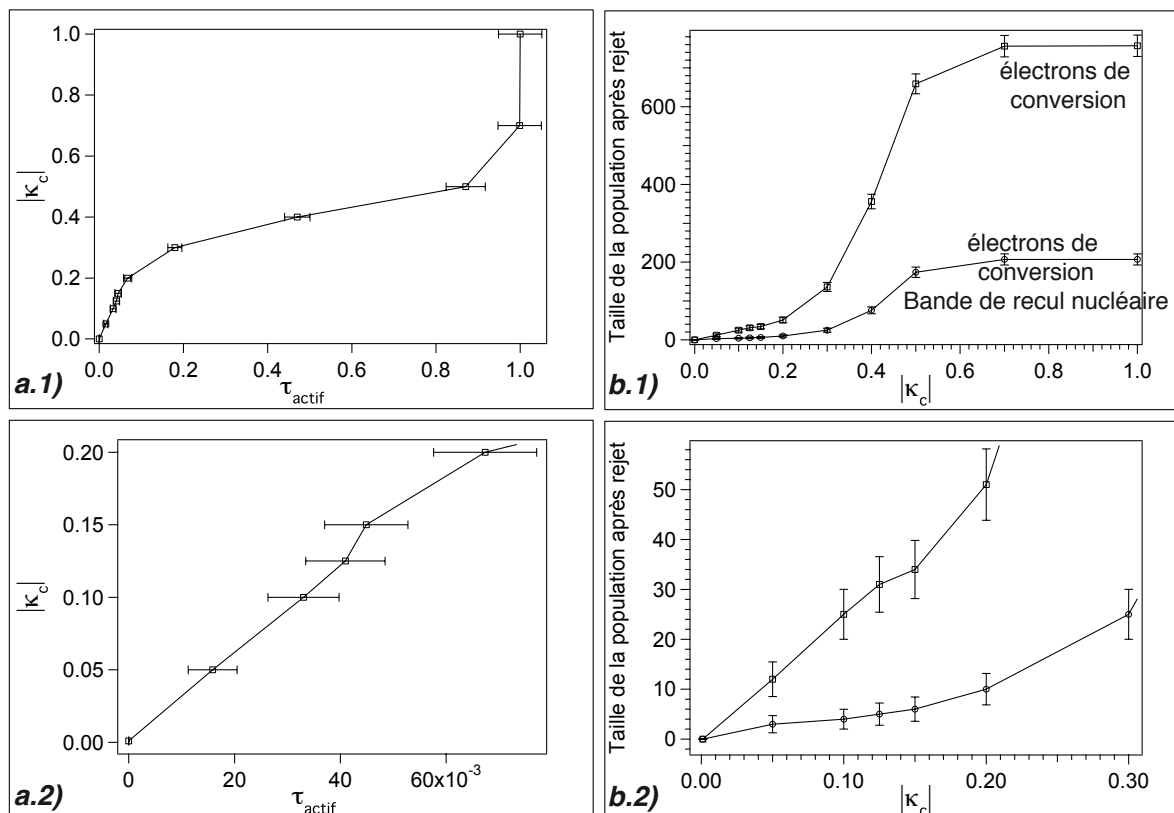 1.0
0.8
0.6
0.4
0.2
0.0
|κc|
0.0 0.2 0.4 0.6 0.8 1.0
τactif
a.1)
Taille de la population après rejet
600
400
200
0
électrons de
conversion
électrons de
conversion
Bande de recul nucléaire
0.0 0.2 0.4 0.6 0.8 1.0
|κc|
b.1)
0.20
0.15
0.10
0.05
0.00
|κc|
0 20 40 60x10-3
τactif
a.2)
Taille de la population après rejet
50
40
30
20
10
0
0.00 0.10 0.20 0.30
|κc|
b.2)